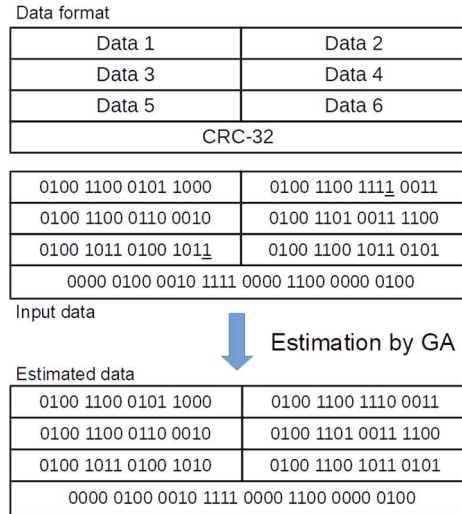 Data format
Data 1 Data 2
Data 3 Data 4
Data 5 Data 6
CRC-32
0100 1100 0101 1000 0100 1100 1111 0011
0100 1100 0110 0010 0100 1101 0011 1100
0100 1011 0100 1011 0100 1100 1011 0101
0000 0100 0010 1111 0000 1100 0000 0100
Input data
Estimation by GA
Estimated data
0100 1100 0101 1000 0100 1100 1110 0011
0100 1100 0110 0010 0100 1101 0011 1100
0100 1011 0100 1010 0100 1100 1011 0101
0000 0100 0010 1111 0000 1100 0000 0100